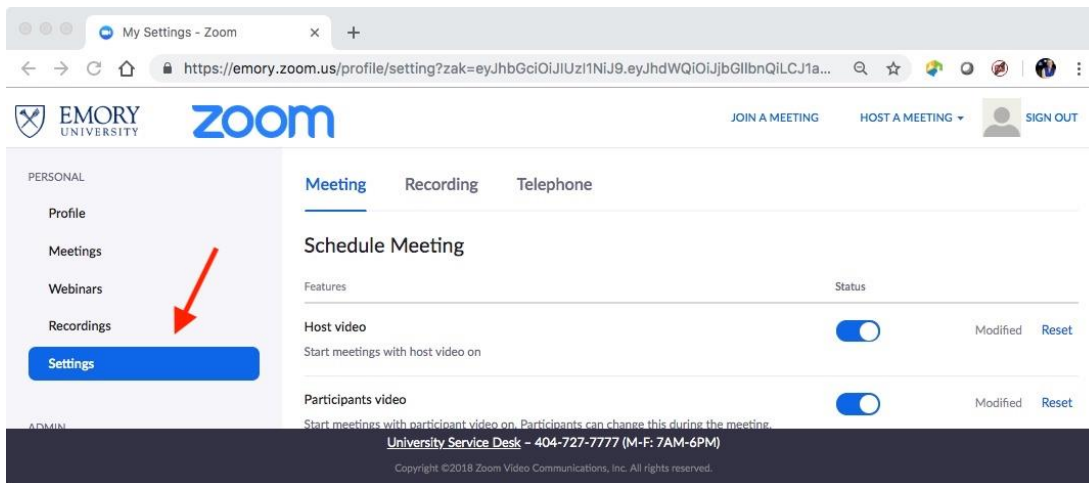 My Settings - Zoom
https://emory.zoom.us/profile/setting?zak=eyJhbGciOiJIUzI1NiJ9.eyJhdWQiOiJjbGllbnQiLCJ1a...
EMORY
UNIVERSITY
zoom
JOIN A MEETING
HOST A MEETING
SIGN OUT
PERSONAL
Profile
Meetings
Webinars
Recordings
Settings
ADMIN
Meeting Recording Telephone
Schedule Meeting
Features Status
Host video
Modified Reset
Start meetings with host video on
Participants video
Modified Reset
Start meetings with participant video on. Participants can change this during the meeting.
University Service Desk – 404-727-7777 (M-F: 7AM-6PM)
Copyright ©2018 Zoom Video Communications, Inc. All rights reserved.